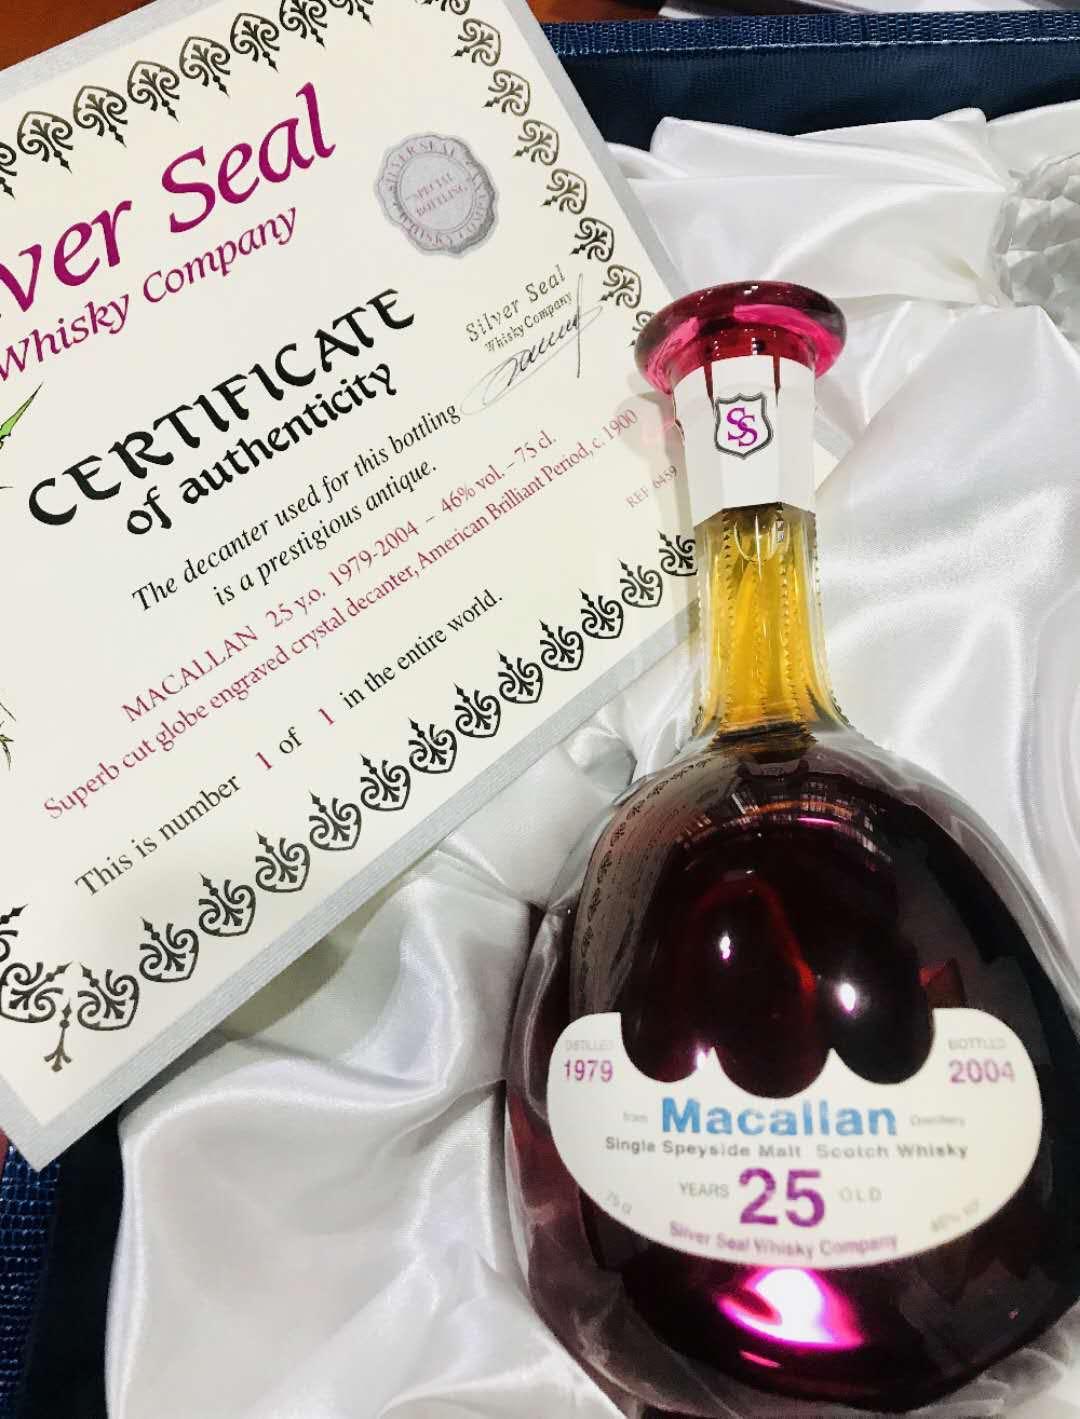 ver Seal
Whisky Company
SILVER SEAL
SPECIAL
BOTTLING
WHISKY COMPANY
CERTIFICATE
of authenticity
Silver Seal
Whisky Company
The decanter used for this bottling
is a prestigious antique.
MACALLAN 25 y.o. 1979-2004 – 46% vol. – 75 cl.
Superb cut globe engraved crystal decanter, American Brilliant Period, c. 1900
REF 6459
This is number 1 of 1 in the entire world.
SS
DISTILLED
1979
BOTTLED
2004
from Macallan Distillery
Single Speyside Malt Scotch Whisky
YEARS 25 OLD
75 cl
46% vol
Silver Seal Whisky Company